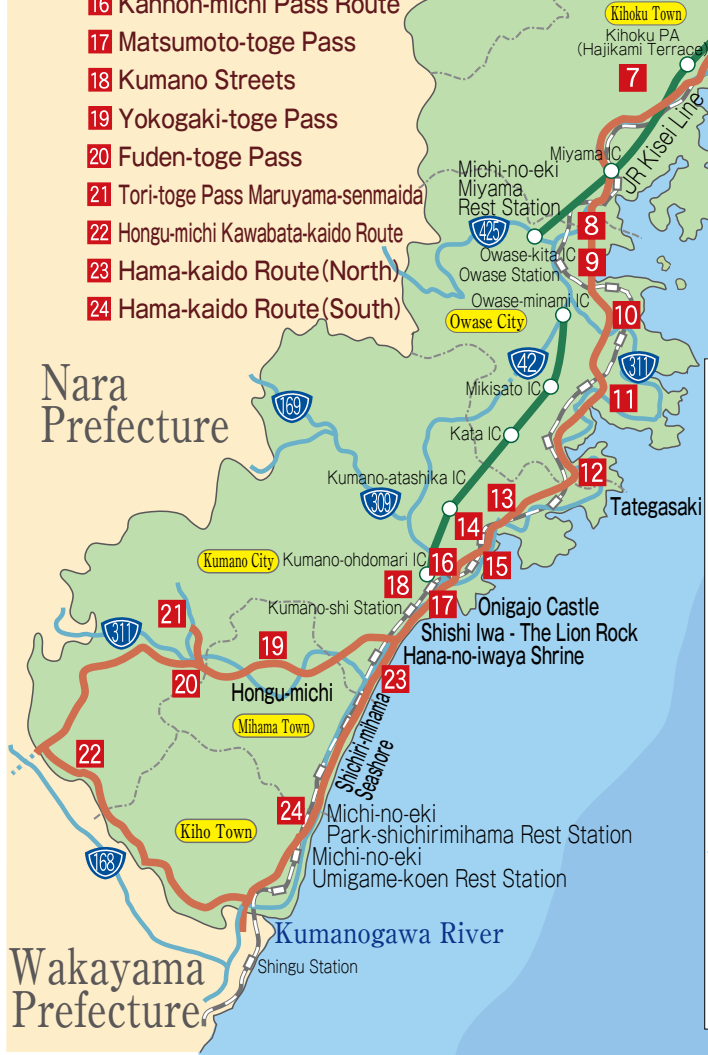 16 Kannon-michi Pass Route
17 Matsumoto-toge Pass
18 Kumano Streets
19 Yokogaki-toge Pass
20 Fuden-toge Pass
21 Tori-toge Pass Maruyama-senmaida
22 Hongu-michi Kawabata-kaido Route
23 Hama-kaido Route(North)
24 Hama-kaido Route(South)
Kihoku Town
Kihoku PA
(Hajikami Terrace)
7
JR Kisei Line
Miyama IC
Michi-no-eki
Miyama
Rest Station
8
425
Owase-kita IC
9
Owase Station
Owase-minami IC
10
Owase City
42
311
Nara
Prefecture
169
Mikisato IC
11
Kata IC
Kumano-atashika IC
12
309
13
Tategasaki
14
Kumano City
Kumano-ohdomari IC
16
15
18
Kumano-shi Station
17
Onigajo Castle
21
311
Shishi Iwa - The Lion Rock
19
Hana-no-iwaya Shrine
20
23
Hongu-michi
Mihama Town
Shichiri-mihama
Seashore
22
24
Michi-no-eki
Park-shichirimihama Rest Station
Kiho Town
Michi-no-eki
Umigame-koen Rest Station
168
Kumanogawa River
Wakayama
Prefecture
Shingu Station